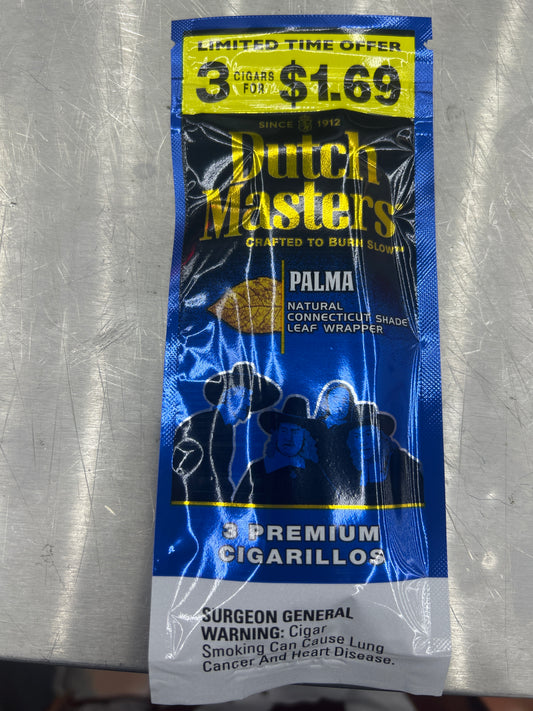 LIMITED TIME OFFER
3 CIGARS FOR $1.69
SINCE 1912
Dutch
Masters
CRAFTED TO BURN SLOW™
PALMA
NATURAL
CONNECTICUT SHADE
LEAF WRAPPER
3 PREMIUM
CIGARILLOS
SURGEON GENERAL
WARNING: Cigar
Smoking Can Cause Lung
Cancer And Heart Disease.